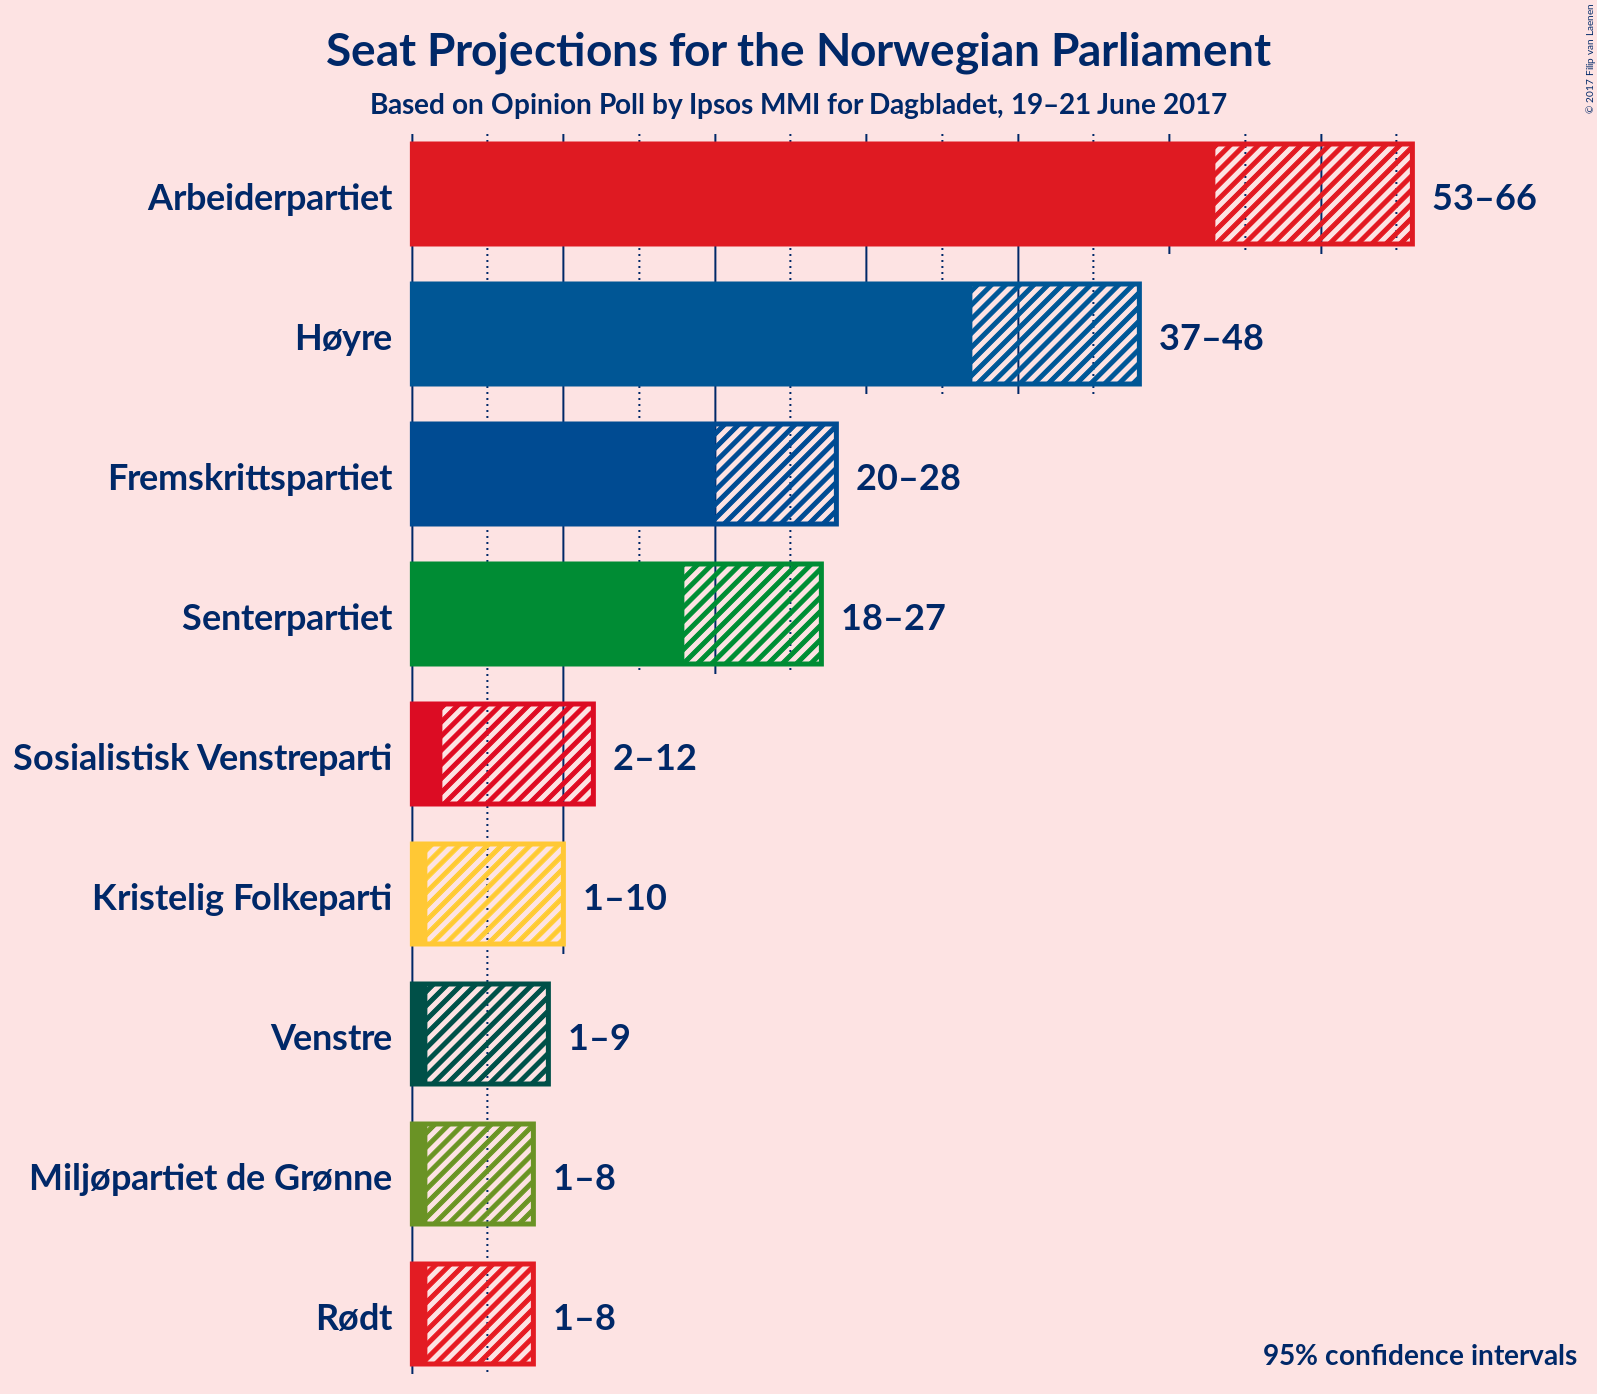 Seat Projections for the Norwegian Parliament
Based on Opinion Poll by Ipsos MMI for Dagbladet, 19–21 June 2017
© 2017 Filip van Laenen
Arbeiderpartiet 53–66
Høyre 37–48
Fremskrittspartiet 20–28
Senterpartiet 18–27
Sosialistisk Venstreparti 2–12
Kristelig Folkeparti 1–10
Venstre 1–9
Miljøpartiet de Grønne 1–8
Rødt 1–8
95% confidence intervals